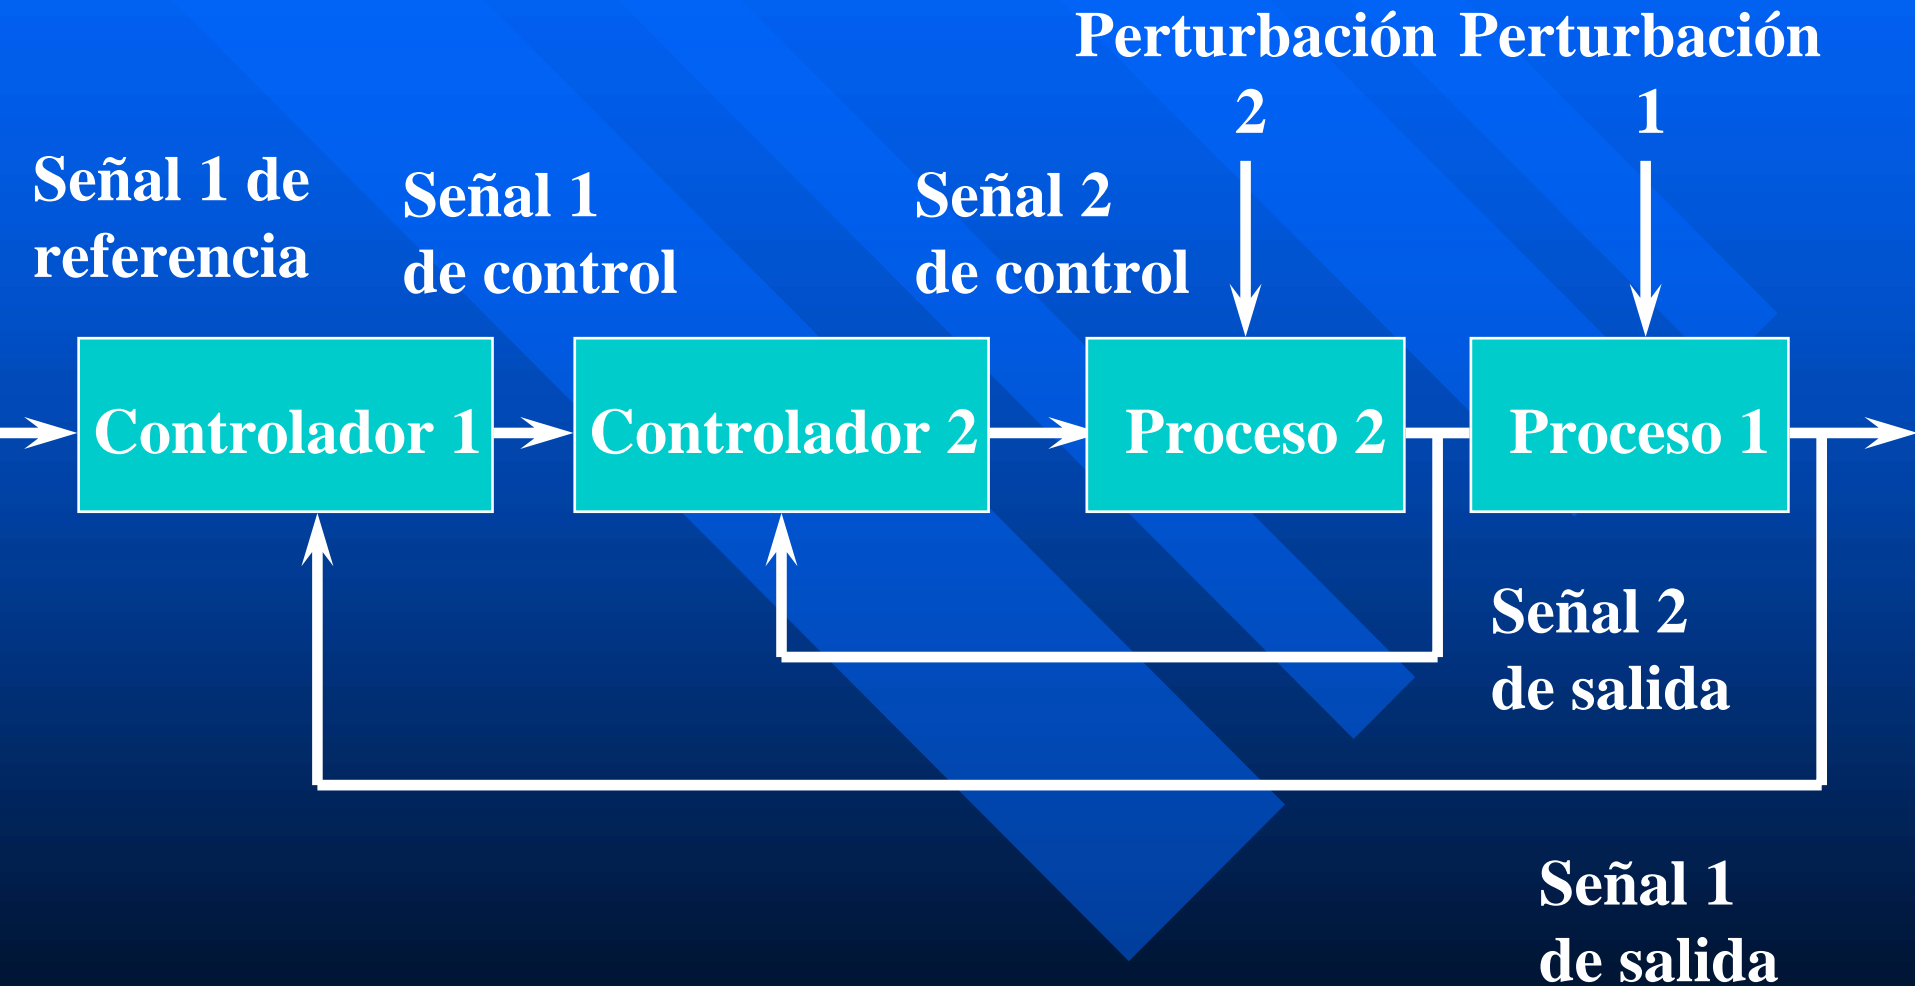 Perturbación
2
Perturbación
1
Señal 1 de
referencia
Señal 1
de control
Señal 2
de control
Controlador 1
Controlador 2
Proceso 2
Proceso 1
Señal 2
de salida
Señal 1
de salida